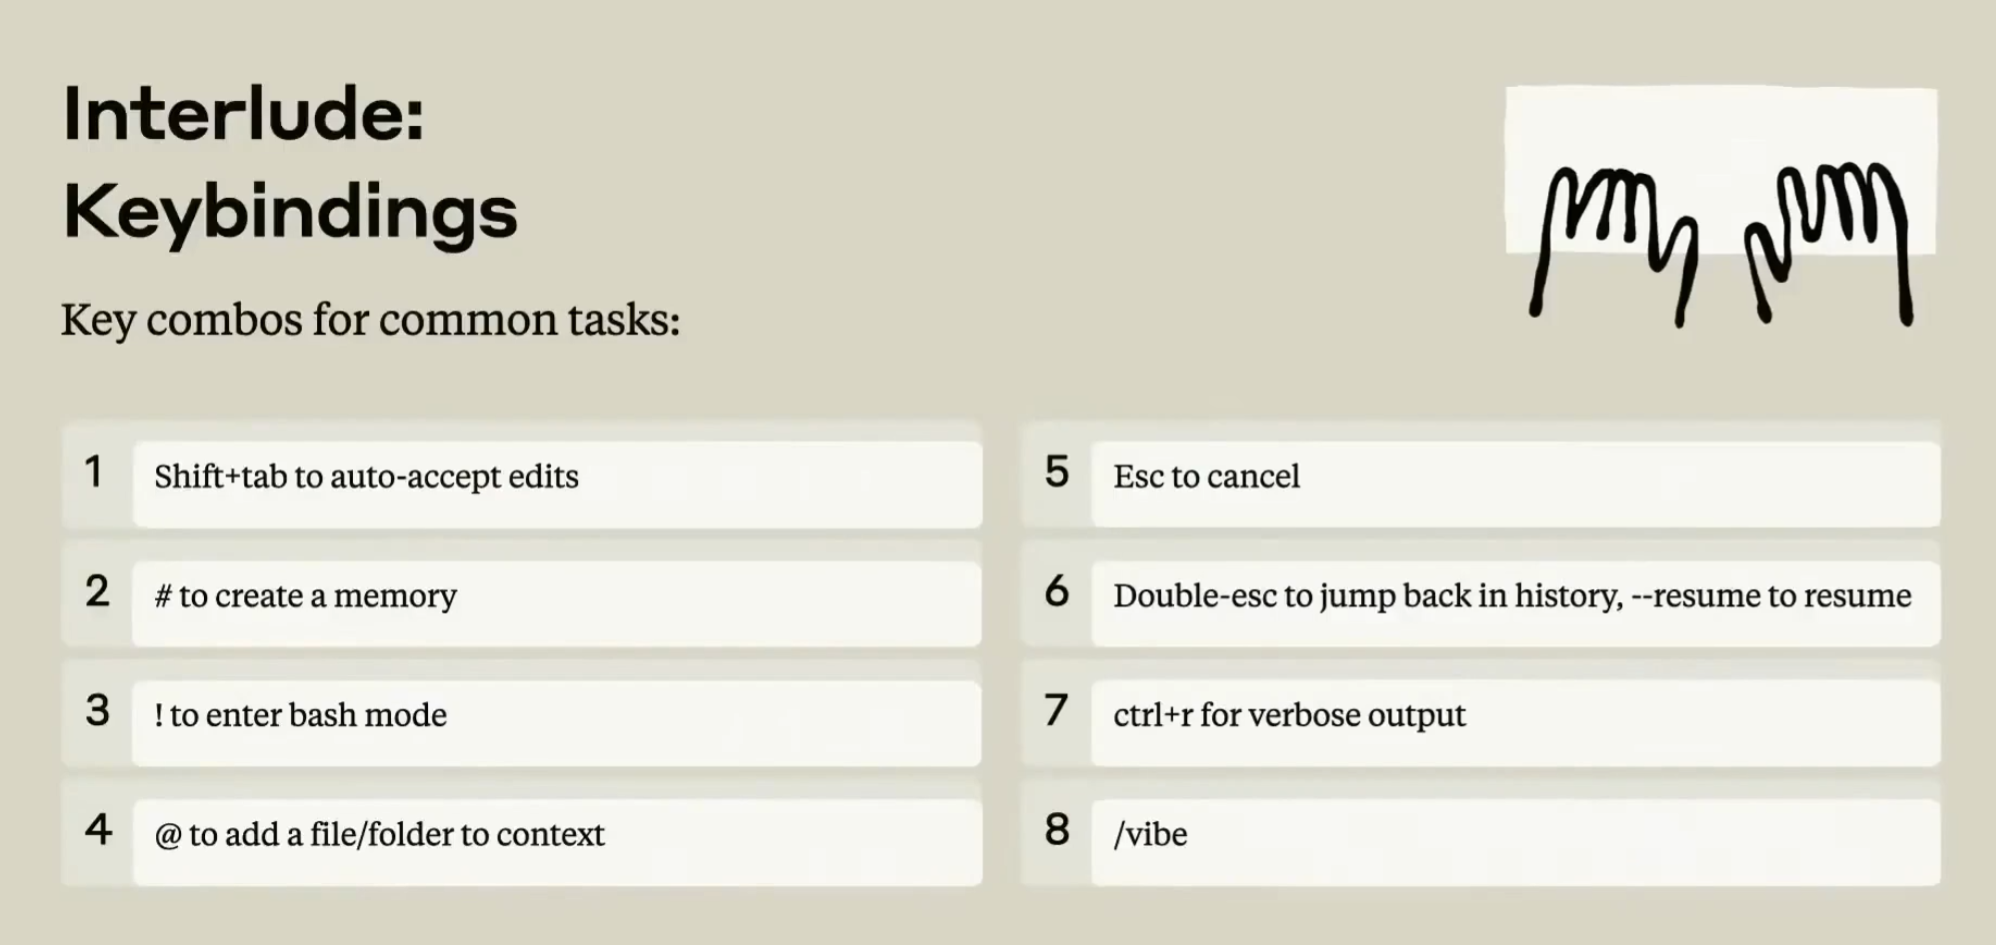 Interlude:
Keybindings
Key combos for common tasks:
1 Shift+tab to auto-accept edits
2 # to create a memory
3 ! to enter bash mode
4 @ to add a file/folder to context
5 Esc to cancel
6 Double-esc to jump back in history, --resume to resume
7 ctrl+r for verbose output
8 /vibe